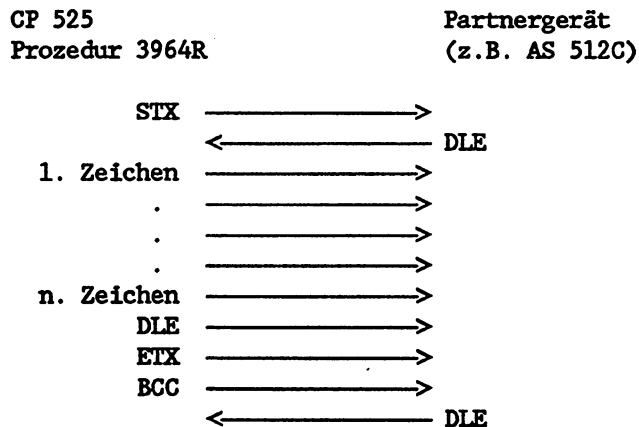 CP 525 Partnergerät
Prozedur 3964R (z.B. AS 512C)
STX
DLE
1. Zeichen
.
.
.
n. Zeichen
DLE
ETX
BCC
DLE